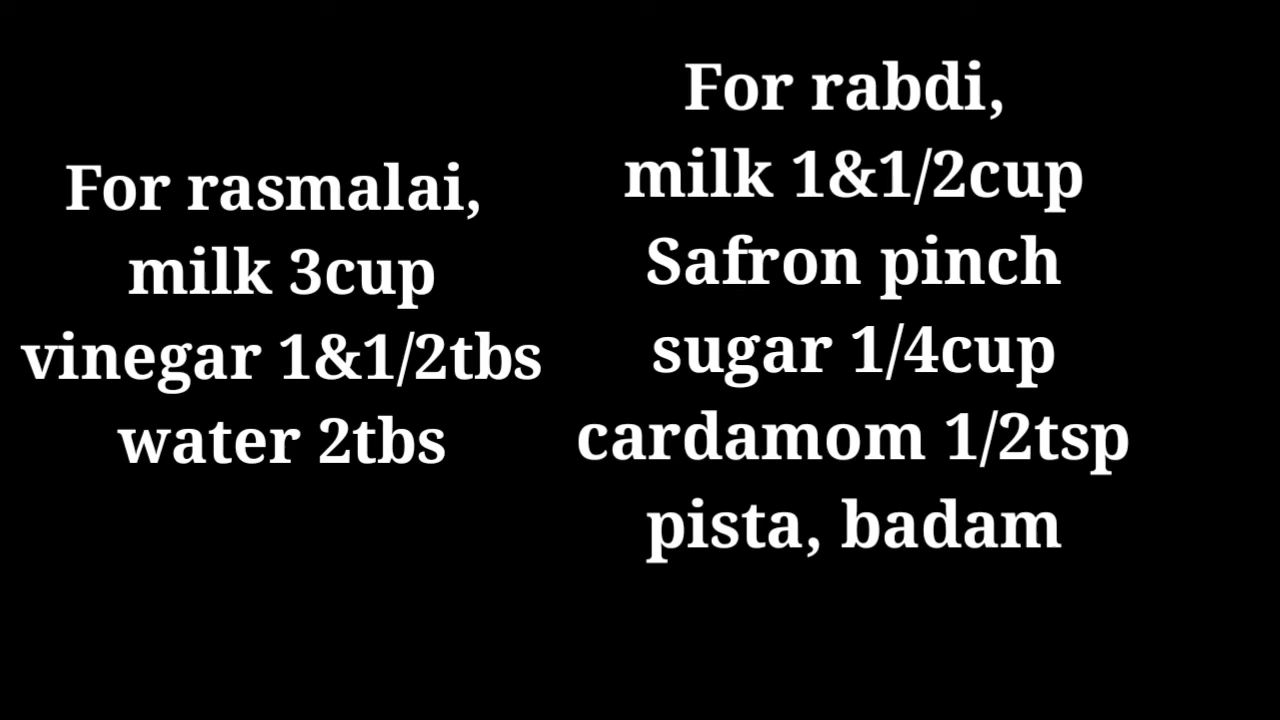 For rasmalai,
milk 3cup
vinegar 1&1/2tbs
water 2tbs
For rabdi,
milk 1&1/2cup
Safron pinch
sugar 1/4cup
cardamom 1/2tsp
pista, badam